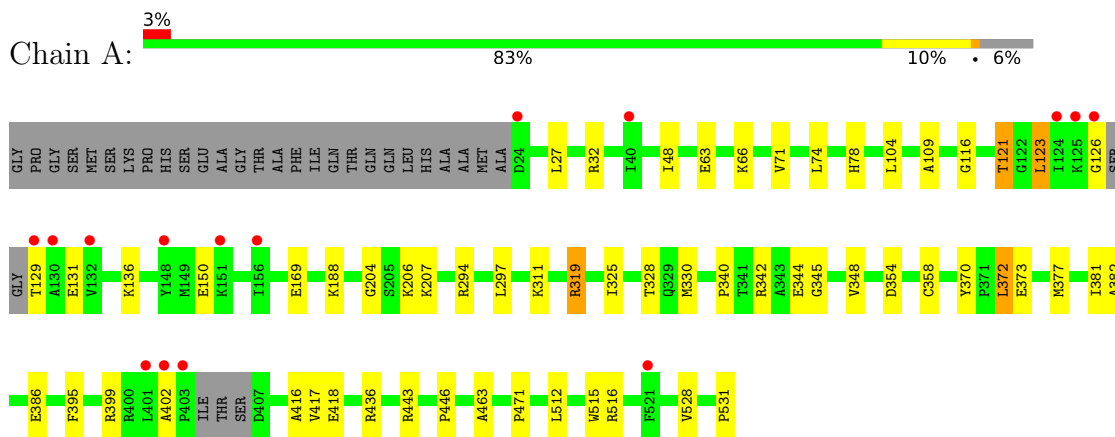 3%
Chain A:
83% 10% • 6%
GLY PRO GLY SER MET SER LYS PRO HIS SER GLU ALA GLY THR ALA PHE ILE GLN THR GLN GLN LEU HIS ALA ALA MET ALA D24 L27 R32 I40 I48 E63 K66 V71 L74 H78 L104 A109 G116 T121 G122 L123 I124 K125 G126 SER
GLY T129 A130 E131 V132 K136 Y148 M149 E150 K151 I156 E169 K188 G204 S205 K206 K207 R294 L297 K311 R319 I325 T328 Q329 M330 P340 T341 R342 A343 E344 G345 V348 D354 C358 Y370 P371 L372 E373 M377 I381 A382
E386 F395 R399 R400 L401 A402 P403 ILE THR SER D407 A416 V417 E418 R436 R443 P446 A463 P471 L512 W515 R516 F521 V528 P531